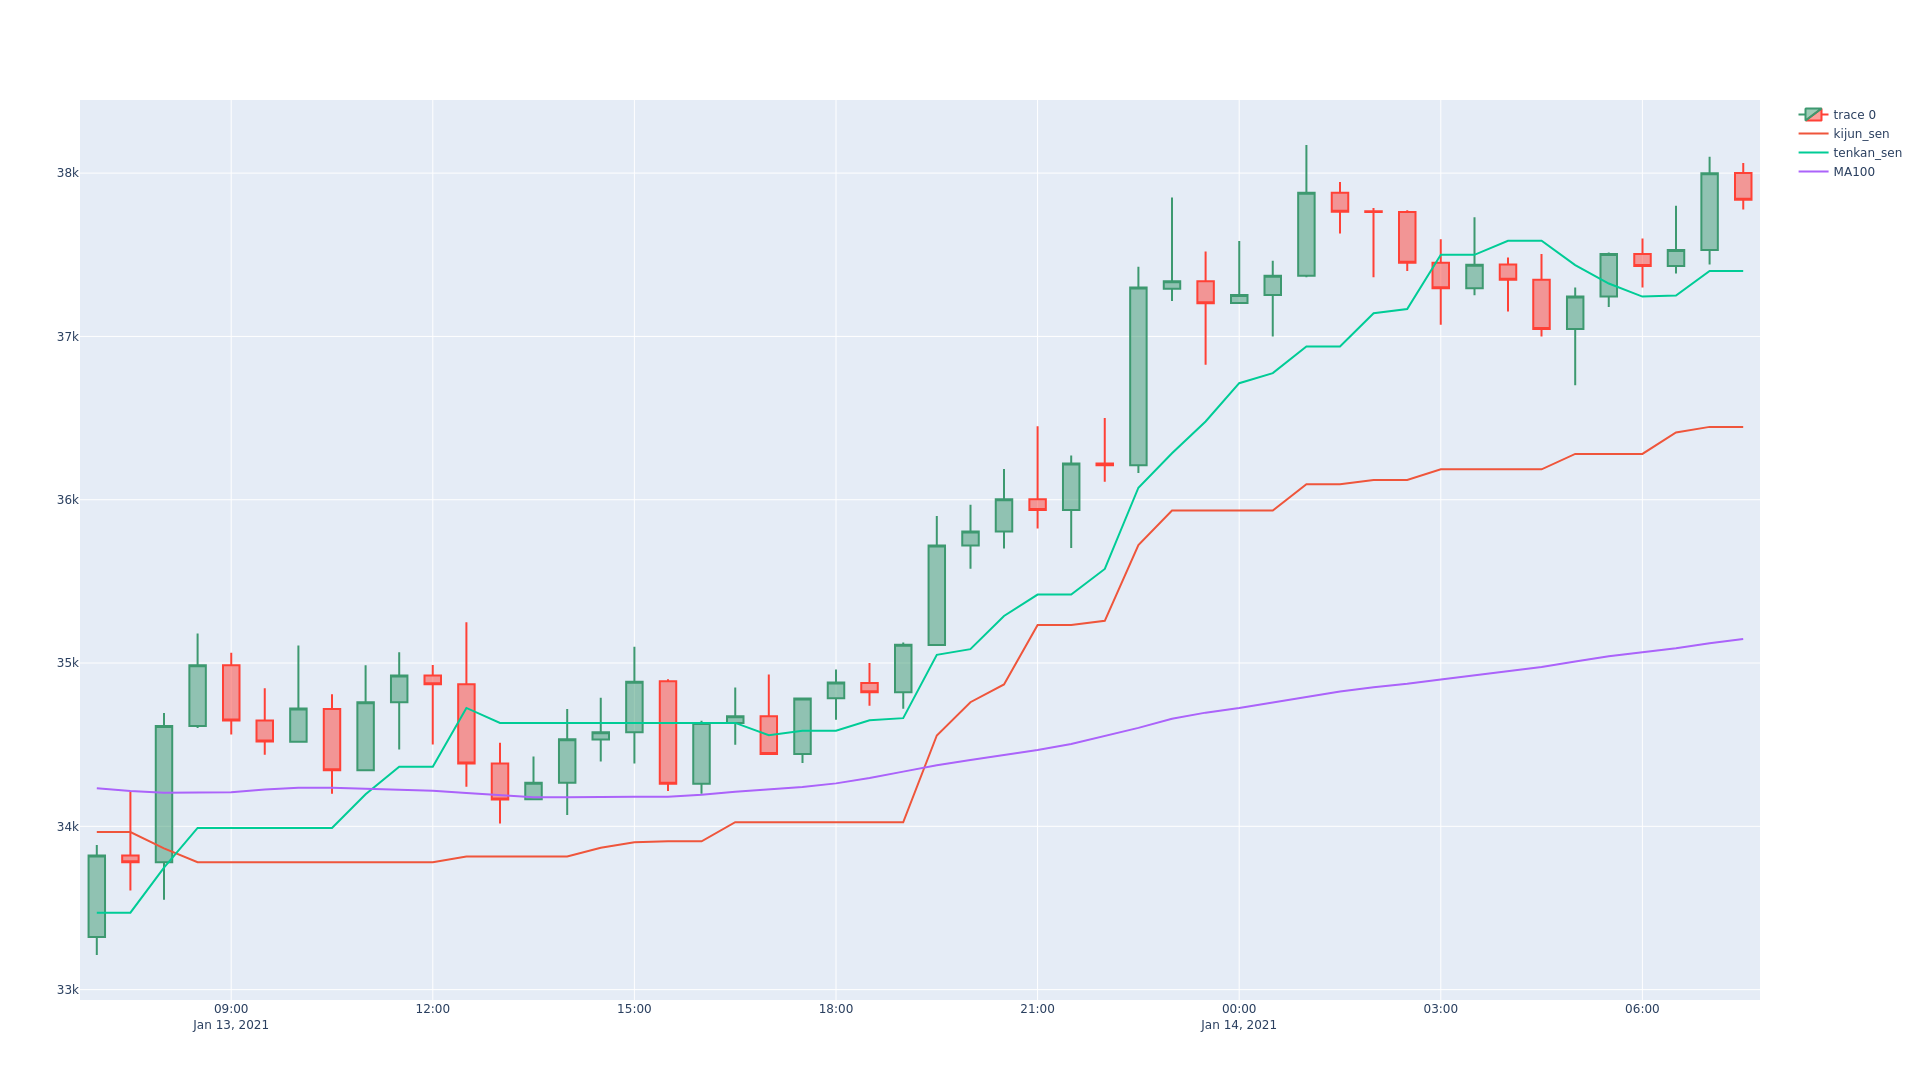 trace 0
kijun_sen
tenkan_sen
MA100
38k
37k
36k
35k
34k
33k
09:00 12:00 15:00 18:00 21:00 00:00 03:00 06:00
Jan 13, 2021 Jan 14, 2021